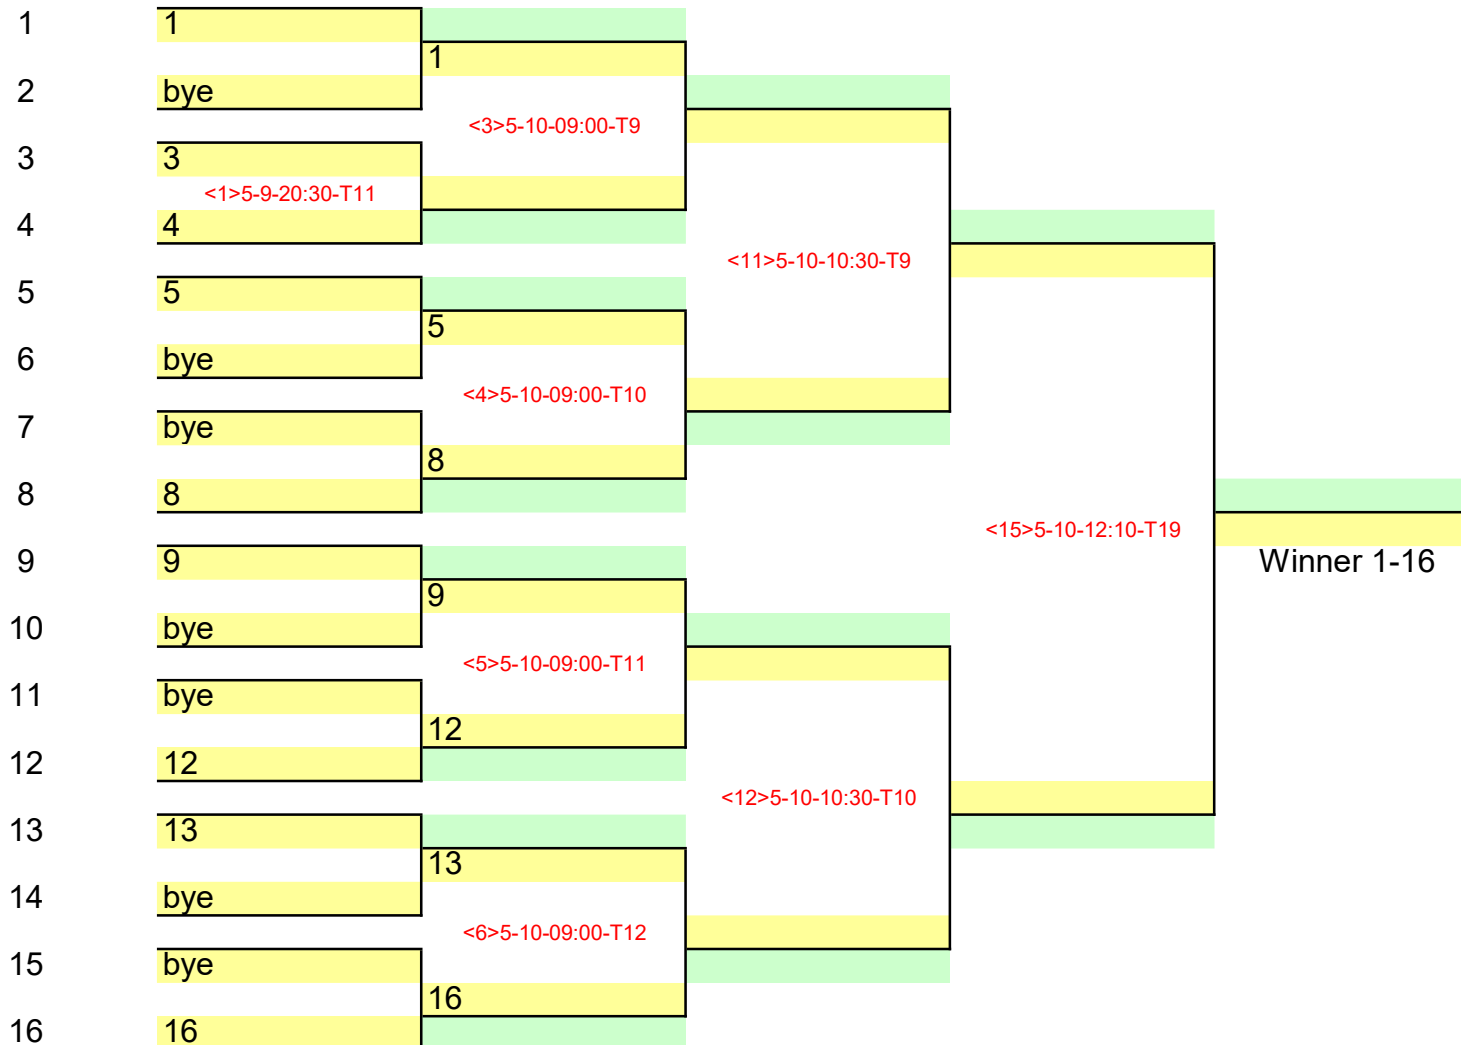 1 1
1
2 bye
<3>5-10-09:00-T9
3 3
<1>5-9-20:30-T11
4 4
<11>5-10-10:30-T9
5 5
5
6 bye
<4>5-10-09:00-T10
7 bye
8
8 8
<15>5-10-12:10-T19
9 9
Winner 1-16
9
10 bye
<5>5-10-09:00-T11
11 bye
12
12 12
<12>5-10-10:30-T10
13 13
13
14 bye
<6>5-10-09:00-T12
15 bye
16
16 16